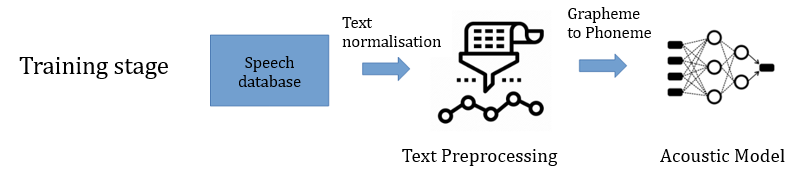 Training stage
Speech
database
Text
normalisation
Text Preprocessing
Grapheme
to Phoneme
Acoustic Model